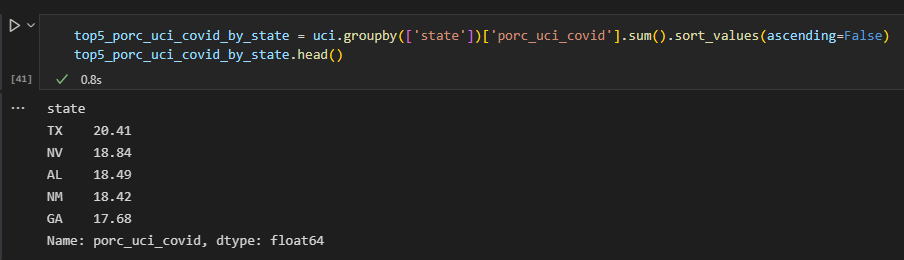 top5_porc_uci_covid_by_state = uci.groupby(['state'])['porc_uci_covid'].sum().sort_values(ascending=False)
top5_porc_uci_covid_by_state.head()
[41] ✓ 0.8s
... state
TX 20.41
NV 18.84
AL 18.49
NM 18.42
GA 17.68
Name: porc_uci_covid, dtype: float64